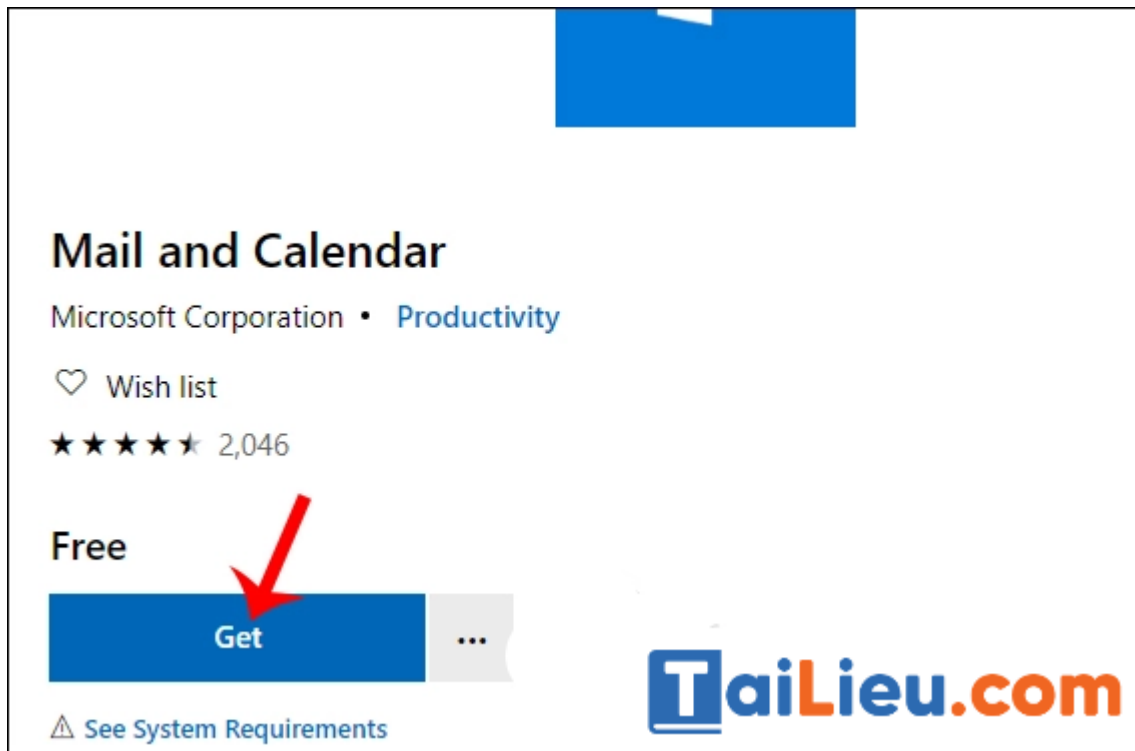 Mail and Calendar
Microsoft Corporation • Productivity
Wish list
2,046
Free
Get
...
See System Requirements
TaiLieu.com